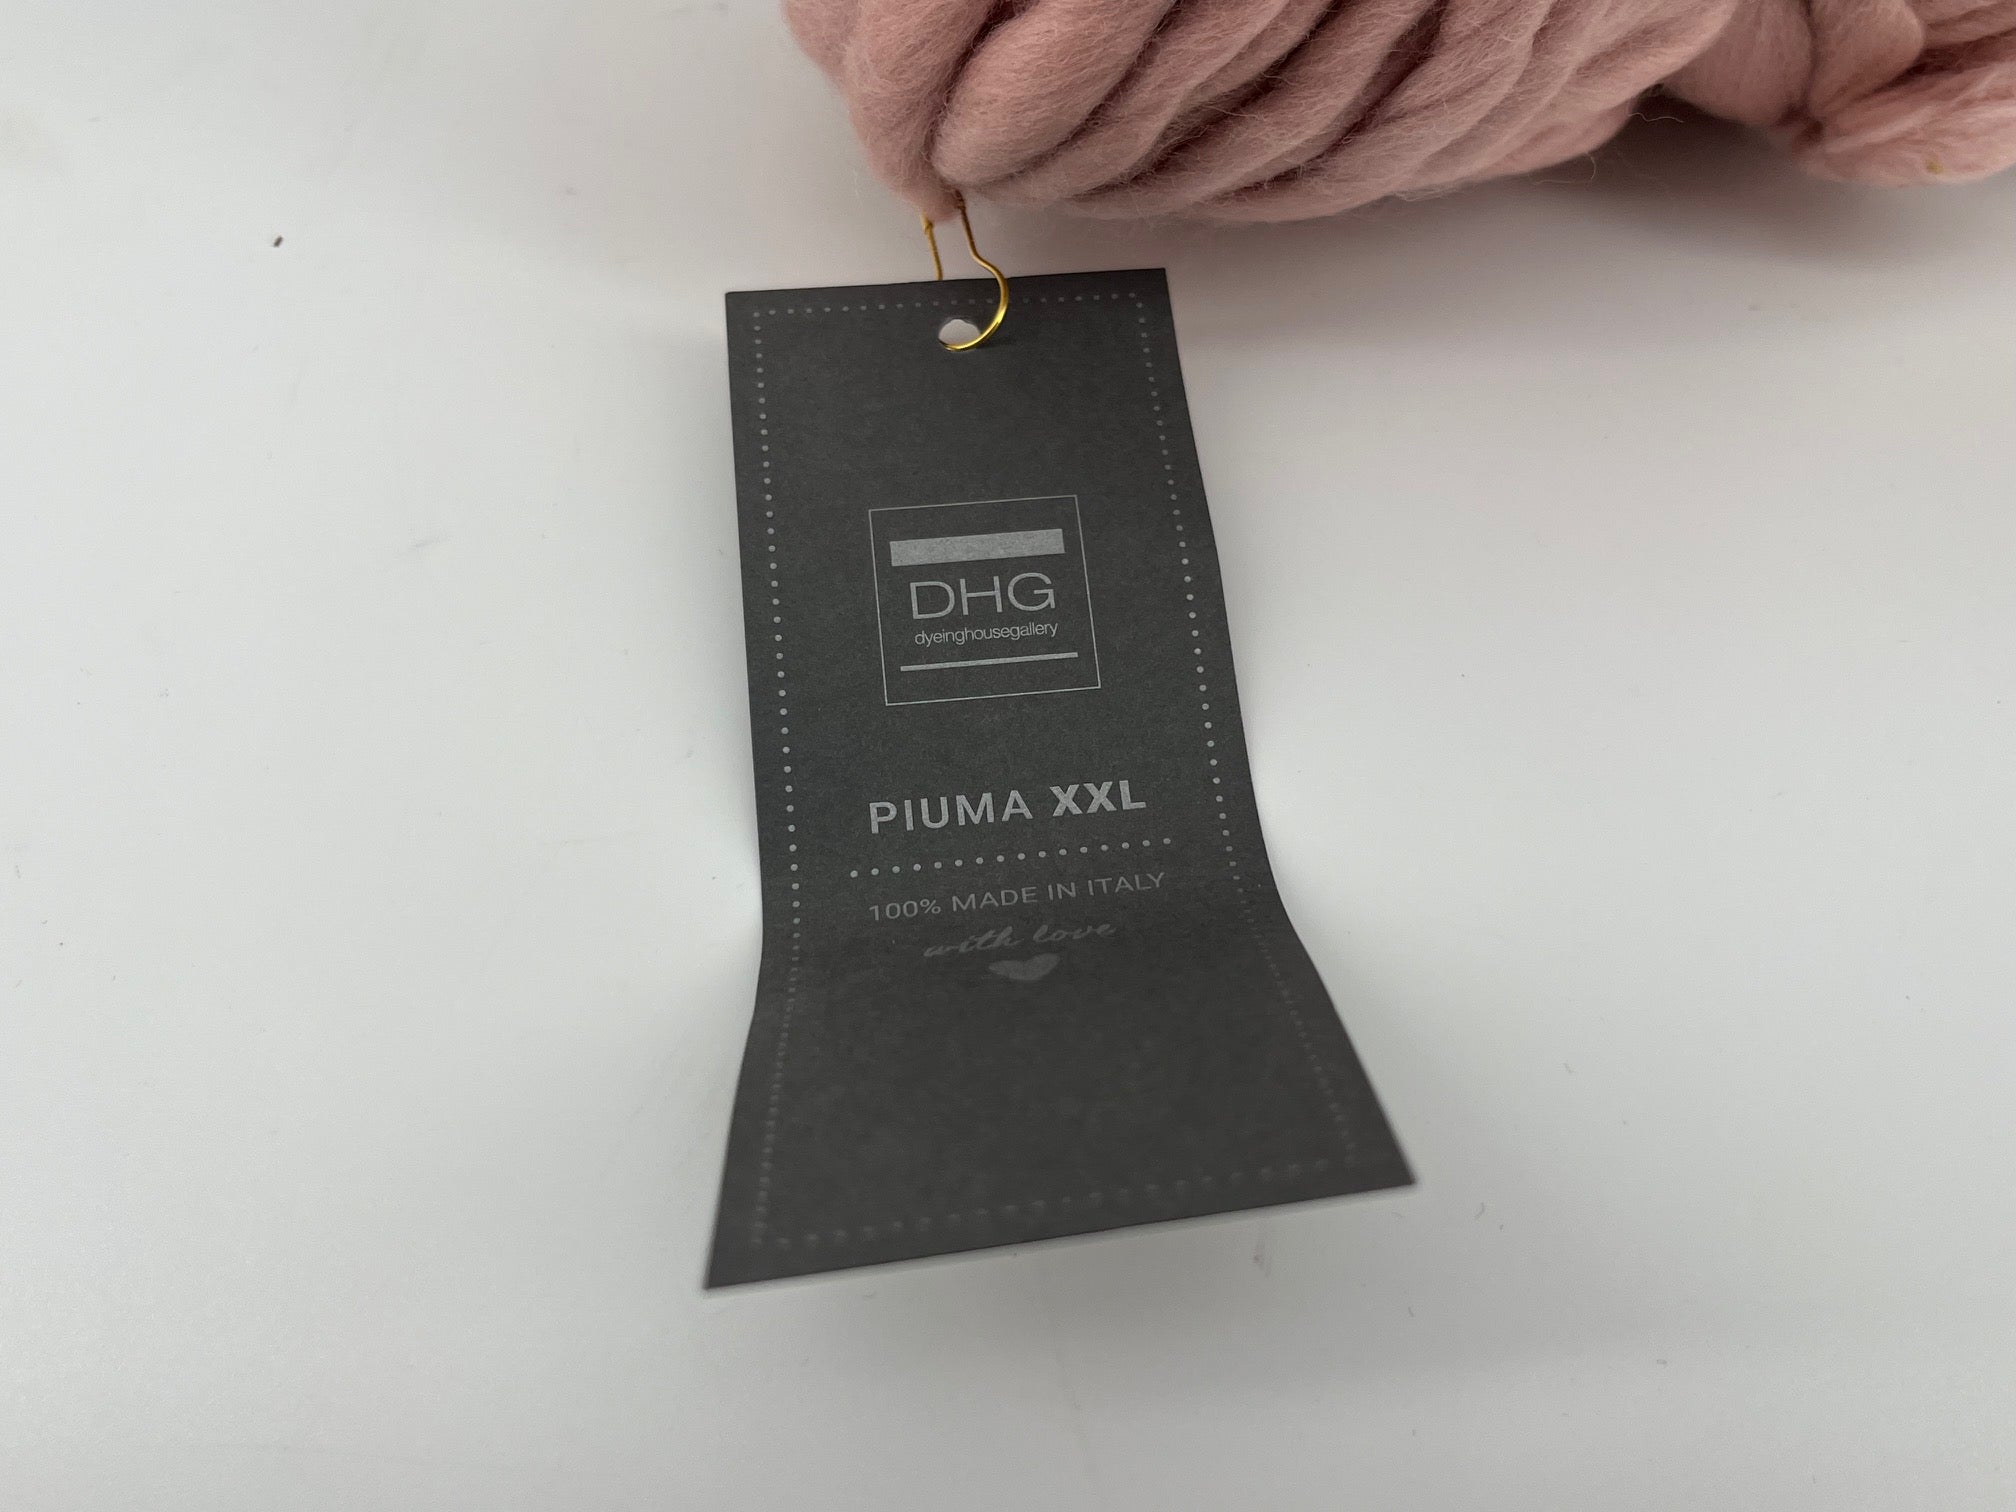 DHG
dyeinghousegallery
PIUMA XXL
100% MADE IN ITALY
with love